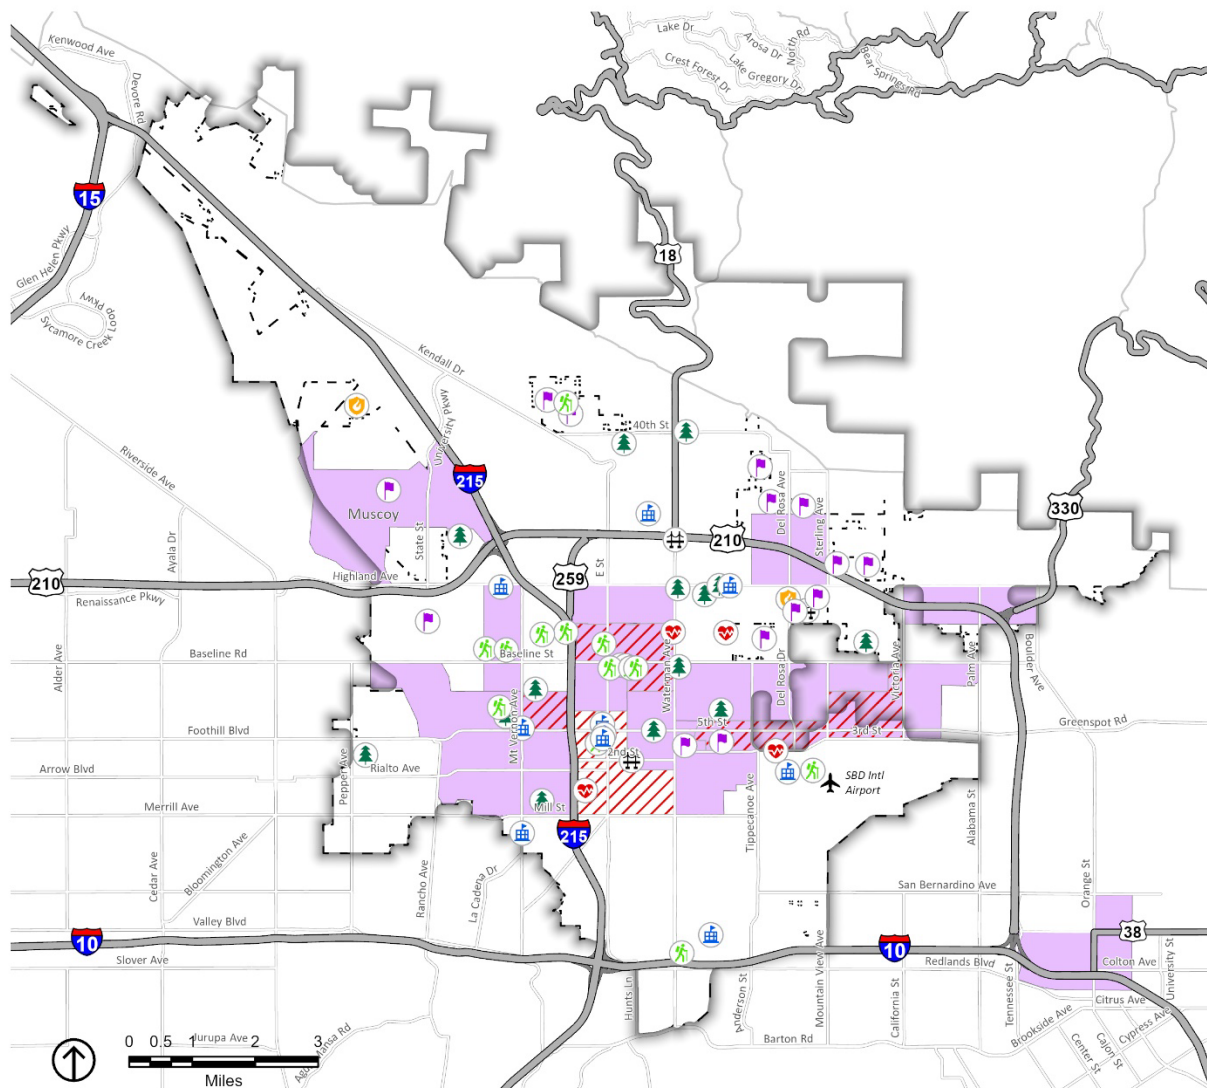 Lake Dr
Arosa Dr
North Rd
Kenwood Ave
Crest Forest Dr
Lake Gregory Dr
Bear Springs Rd
Devore Rd
15
Glen Helen Pkwy
18
Sycamore Creek Loop Pkwy
Kendall Dr
University Pkwy
40th St
Riverside Ave
215
Del Rosa Ave
Muscoy
Sterling Ave
330
State St
210
Ayala Dr
E St
210
Highland Ave
259
Renaissance Pkwy
Baseline Rd
Baseline St
Waterman Ave
Del Rosa Dr
Victoria Ave
Palm Ave
Boulder Ave
Alder Ave
Mt Vernon Ave
5th St
Greenspot Rd
Foothill Blvd
3rd St
2nd St
Pepper Ave
Arrow Blvd
Rialto Ave
SBD Intl
Airport
Merrill Ave
Mill St
Tippecanoe Ave
Alabama St
215
Cedar Ave
Bloomington Ave
Rancho Ave
La Cadena Dr
San Bernardino Ave
Orange St
Valley Blvd
10
10
38
Slover Ave
Redlands Blvd
Colton Ave
Hunts Ln
Anderson St
Mountain View Ave
California St
Tennessee St
University St
Citrus Ave
Jurupa Ave
Agua Mansa Rd
Barton Rd
Brookside Ave
Center St
Cajon St
Cypress Ave
0 0.5 1 2 3
Miles